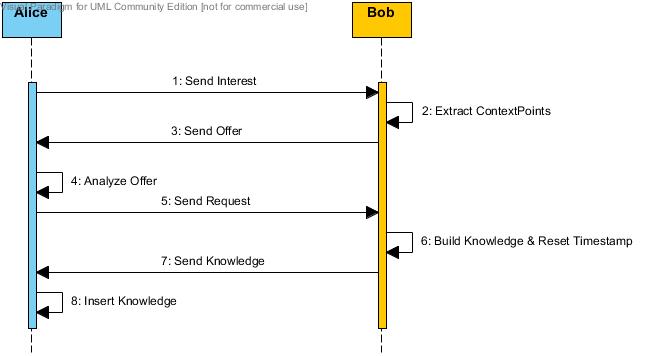 Visual Paradigm for UML Community Edition [not for commercial use]
Alice
Bob
1: Send Interest
2: Extract ContextPoints
3: Send Offer
4: Analyze Offer
5: Send Request
6: Build Knowledge & Reset Timestamp
7: Send Knowledge
8: Insert Knowledge